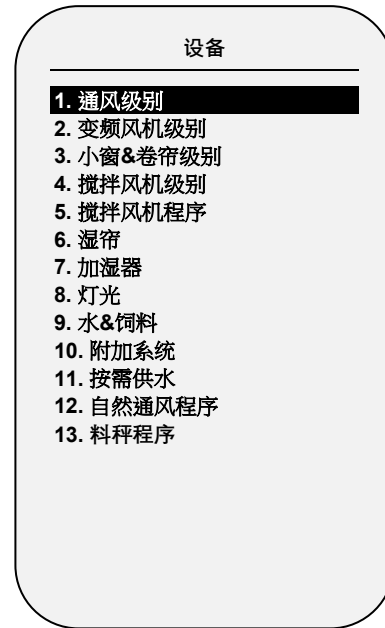 设备
1. 通风级别
2. 变频风机级别
3. 小窗&卷帘级别
4. 搅拌风机级别
5. 搅拌风机程序
6. 湿帘
7. 加湿器
8. 灯光
9. 水&饲料
10. 附加系统
11. 按需供水
12. 自然通风程序
13. 料秤程序